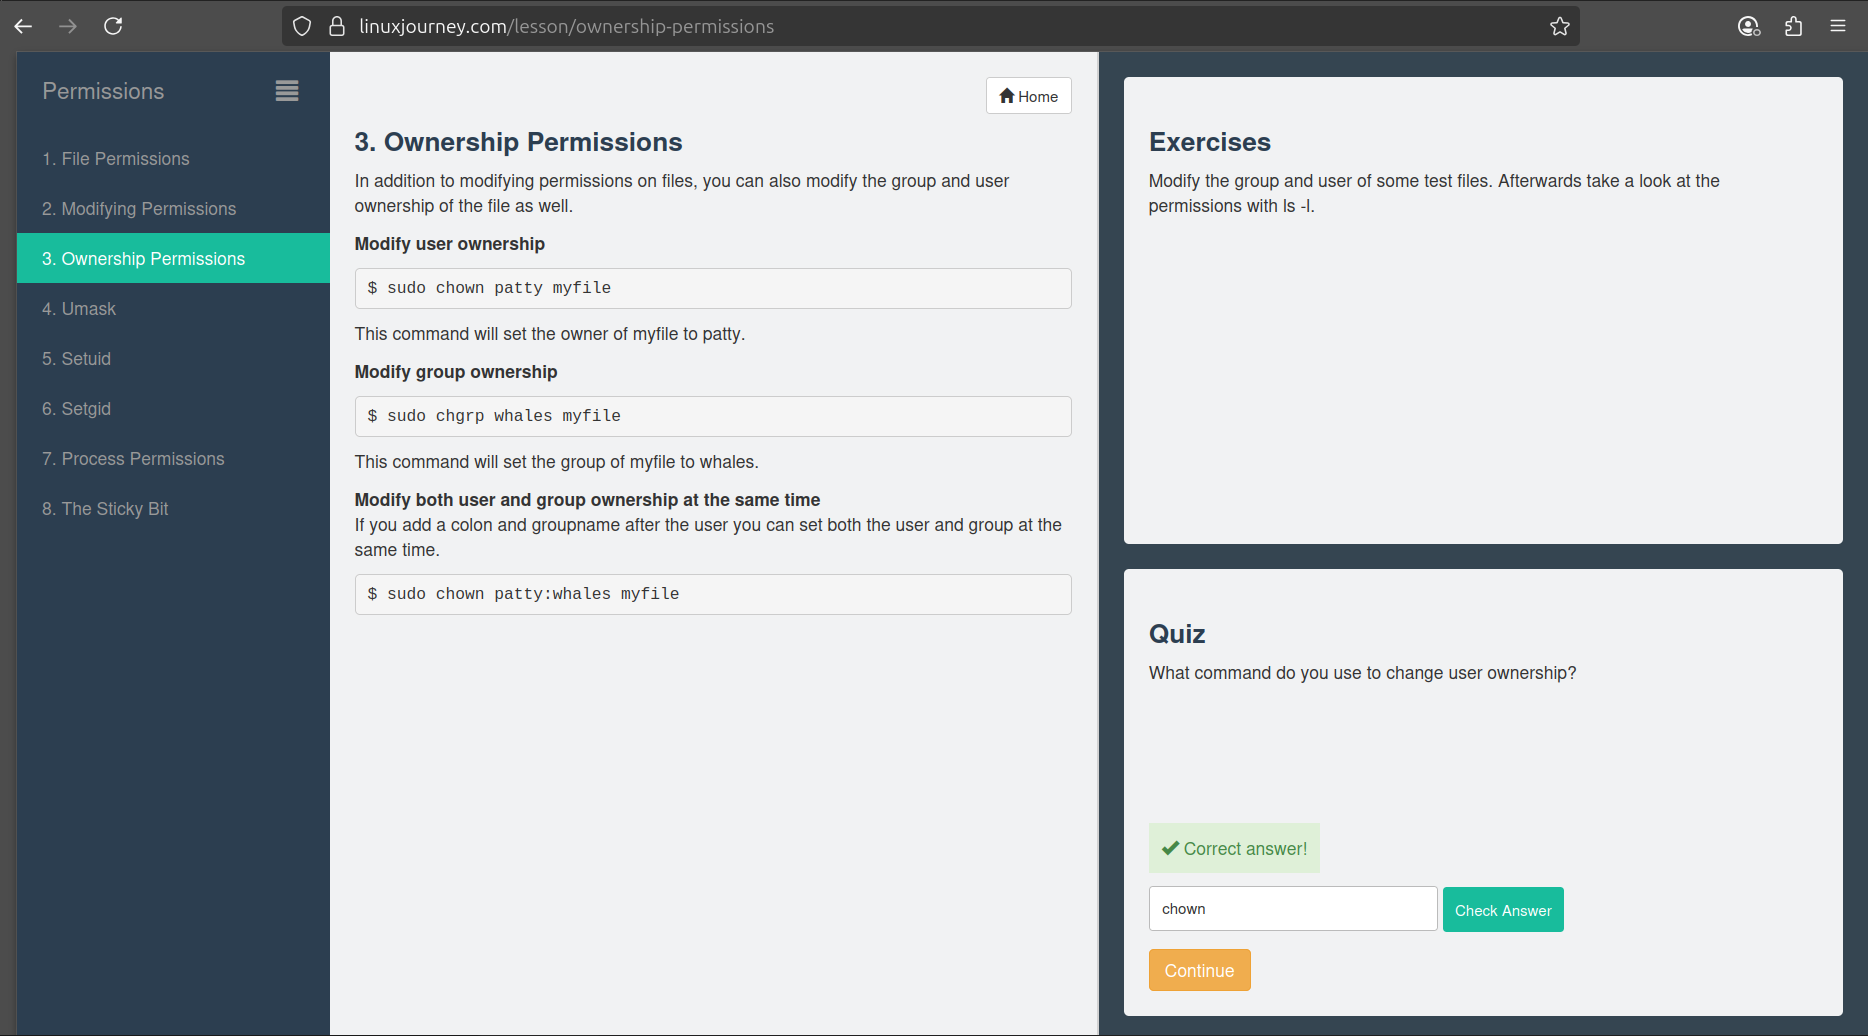 linuxjourney.com/lesson/ownership-permissions
Permissions
1. File Permissions
2. Modifying Permissions
3. Ownership Permissions
4. Umask
5. Setuid
6. Setgid
7. Process Permissions
8. The Sticky Bit
Home
3. Ownership Permissions
In addition to modifying permissions on files, you can also modify the group and user
ownership of the file as well.
Modify user ownership
$ sudo chown patty myfile
This command will set the owner of myfile to patty.
Modify group ownership
$ sudo chgrp whales myfile
This command will set the group of myfile to whales.
Modify both user and group ownership at the same time
If you add a colon and groupname after the user you can set both the user and group at the
same time.
$ sudo chown patty:whales myfile
Exercises
Modify the group and user of some test files. Afterwards take a look at the
permissions with ls -l.
Quiz
What command do you use to change user ownership?
Correct answer!
chown
Check Answer
Continue